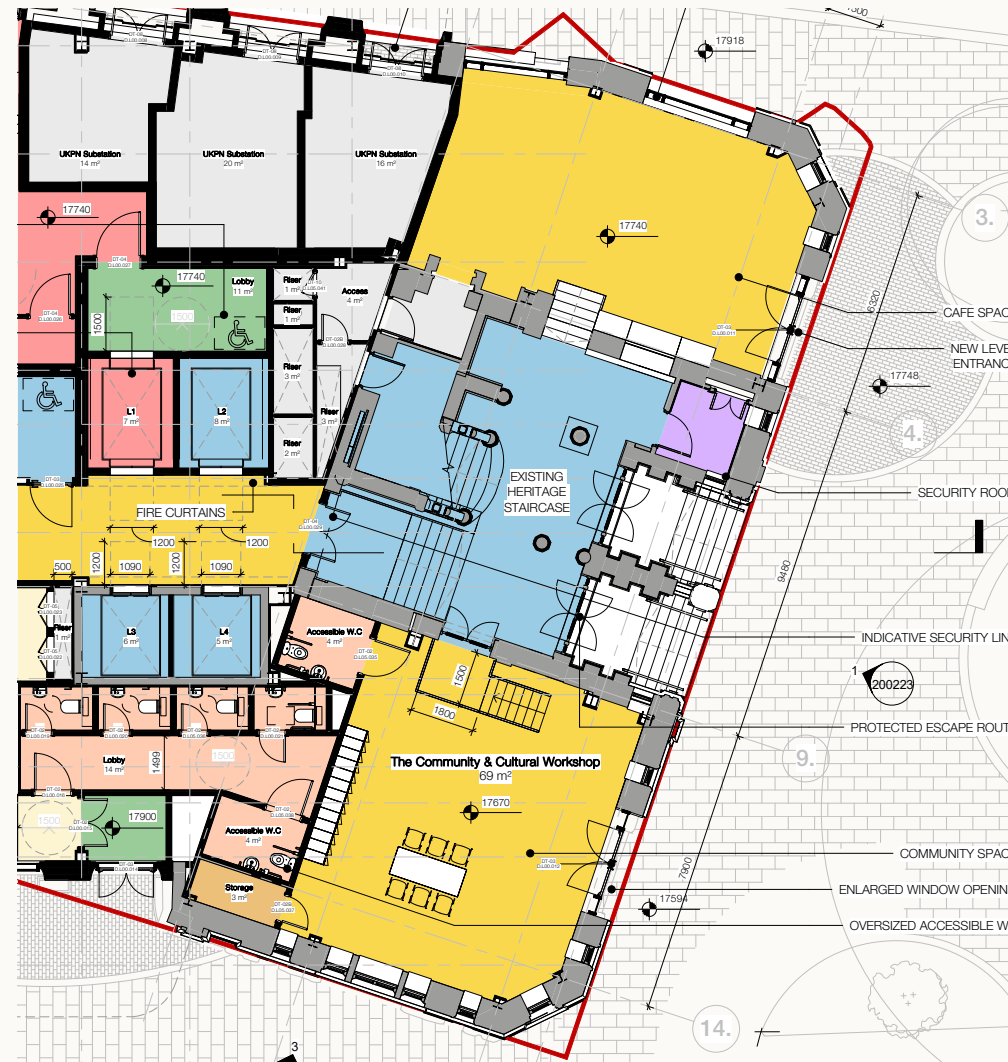 17918
UKPN Substation
14 m²
UKPN Substation
20 m²
UKPN Substation
16 m²
3.
17740
17740
17740
Lobby
11 m²
1500
1500
Riser
1 m²
Riser
1 m²
Access
4 m²
6320
CAFE SPAC
NEW LEVE
ENTRANC
17748
Riser
3 m²
L1
7 m²
L2
8 m²
Riser
3 m²
Riser
2 m²
4.
EXISTING
HERITAGE
STAIRCASE
SECURITY ROO
FIRE CURTAINS
1200
1200
1200
1200
500
1090
1090
9480
Riser
1 m²
L3
6 m²
L4
5 m²
Accessible W.C
4 m²
INDICATIVE SECURITY LIN
1
200223
1500
1800
PROTECTED ESCAPE ROUT
Lobby
14 m²
1499
1500
9.
The Community & Cultural Workshop
69 m²
17670
1500
17900
Accessible W.C
4 m²
7900
COMMUNITY SPAC
Storage
3 m²
ENLARGED WINDOW OPENIN
17594
OVERSIZED ACCESSIBLE W
14.
3